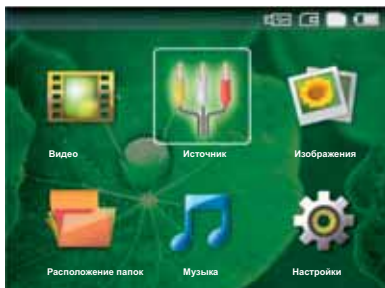 Видео
Источник
Изображения
Расположение папок
Музыка
Настройки